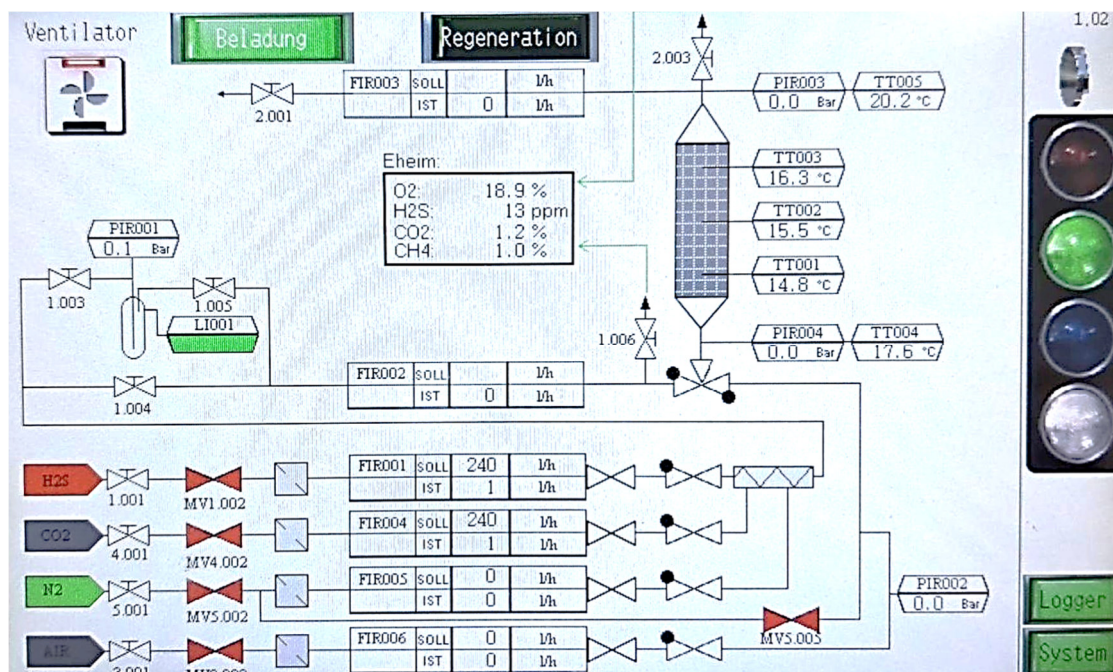 Ventilator
Beladung
Regeneration
1.02
2.003
FIR003 SOLL l/h
IST 0 l/h
2.001
PIR003
0.0 Bar
TT005
20.2 °C
Eheim:
O2: 18.9 %
H2S: 13 ppm
CO2: 1.2 %
CH4: 1.0 %
TT003
16.3 °C
TT002
15.5 °C
TT001
14.8 °C
PIR001
0.1 Bar
1.003
1.005
LI001
1.006
PIR004
0.0 Bar
TT004
17.6 °C
1.004
FIR002 SOLL l/h
IST 0 l/h
H2S
1.001
MV1.002
FIR001 SOLL 240 l/h
IST 1 l/h
CO2
4.001
MV4.002
FIR004 SOLL 240 l/h
IST 1 l/h
N2
5.001
MV5.002
FIR005 SOLL 0 l/h
IST 0 l/h
MV5.005
PIR002
0.0 Bar
Logger
AIR
FIR006 SOLL 0 l/h
IST 0 l/h
System